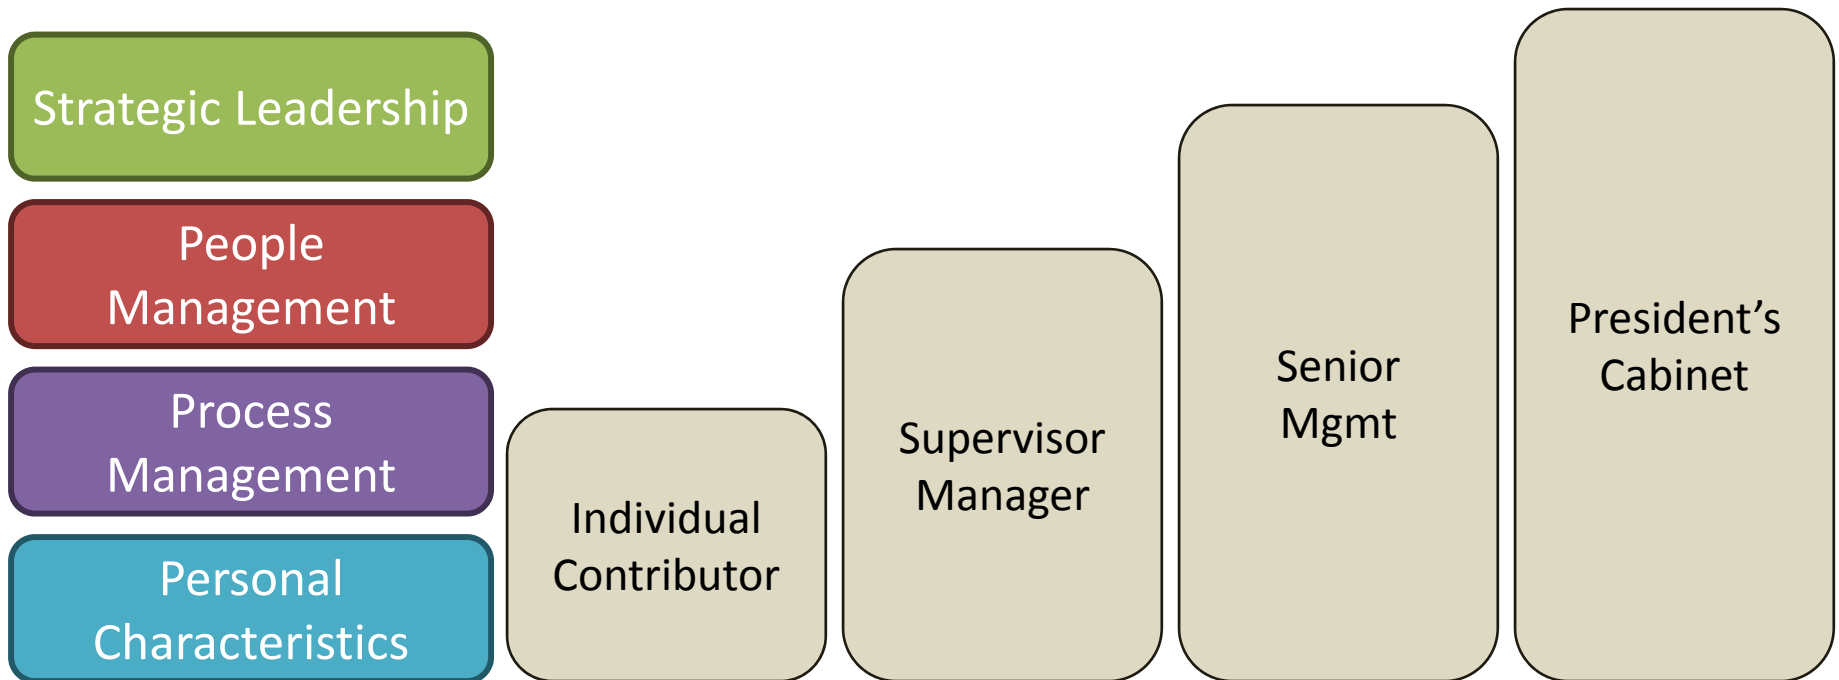 Strategic Leadership
People
Management
Process
Management
Personal
Characteristics
Individual
Contributor
Supervisor
Manager
Senior
Mgmt
President’s
Cabinet